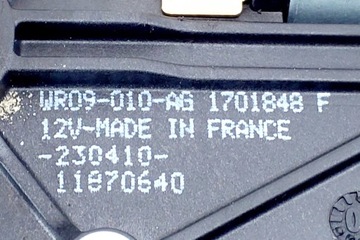 WR09-010-AG 1701848 F
12V-MADE IN FRANCE
-230410-
11870640